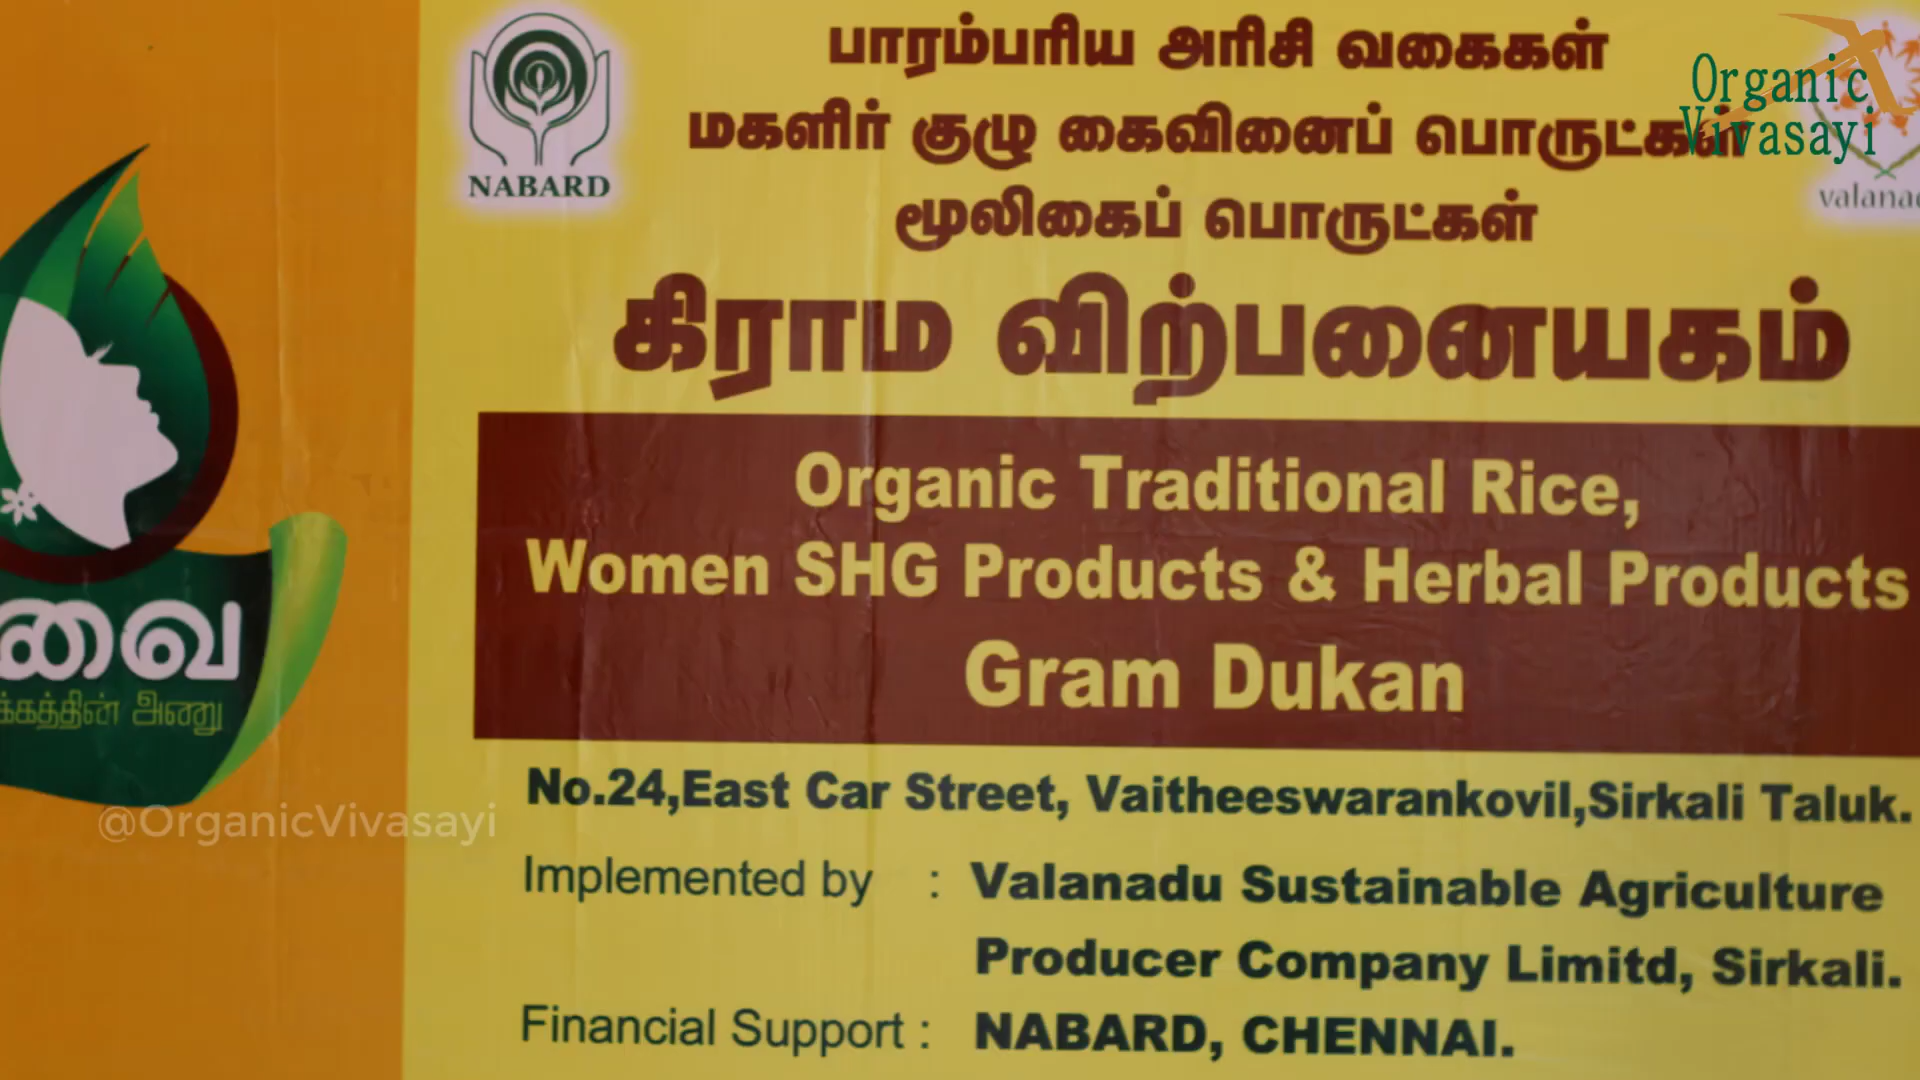 NABARD
பாரம்பரிய அரிசி வகைகள்
மகளிர் குழு கைவினைப் பொருட்கள்
மூலிகைப் பொருட்கள்
கிராம விற்பனையகம்
Organic
Vivasayi
Organic Traditional Rice,
Women SHG Products & Herbal Products
Gram Dukan
No.24,East Car Street, Vaitheeswarankovil,Sirkali Taluk.
Implemented by : Valanadu Sustainable Agriculture
Producer Company Limitd, Sirkali.
Financial Support : NABARD, CHENNAI.
அணு
@OrganicVivasayi